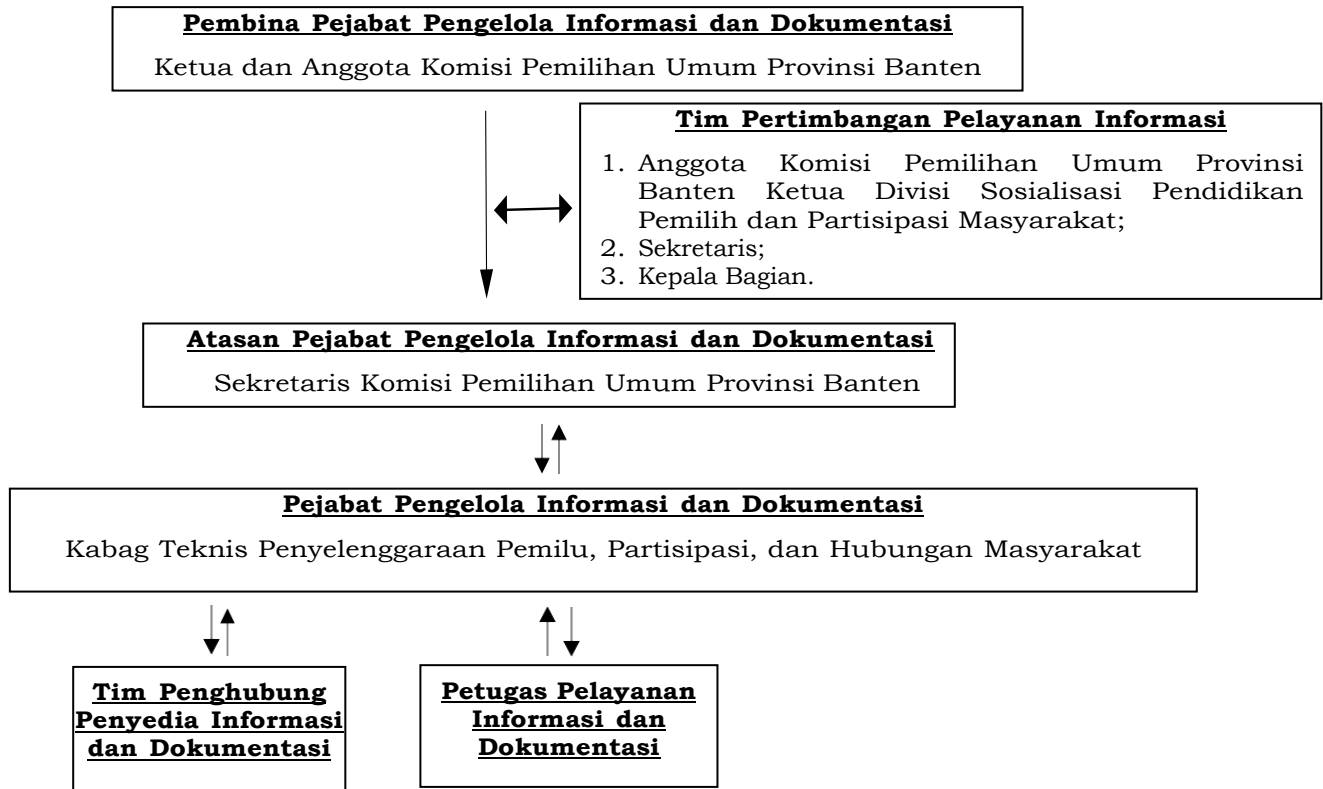 Pembina Pejabat Pengelola Informasi dan Dokumentasi
Ketua dan Anggota Komisi Pemilihan Umum Provinsi Banten
Tim Pertimbangan Pelayanan Informasi
1. Anggota Komisi Pemilihan Umum Provinsi
Banten Ketua Divisi Sosialisasi Pendidikan
Pemilih dan Partisipasi Masyarakat;
2. Sekretaris;
3. Kepala Bagian.
Atasan Pejabat Pengelola Informasi dan Dokumentasi
Sekretaris Komisi Pemilihan Umum Provinsi Banten
Pejabat Pengelola Informasi dan Dokumentasi
Kabag Teknis Penyelenggaraan Pemilu, Partisipasi, dan Hubungan Masyarakat
Tim Penghubung
Penyedia Informasi
dan Dokumentasi
Petugas Pelayanan
Informasi dan
Dokumentasi